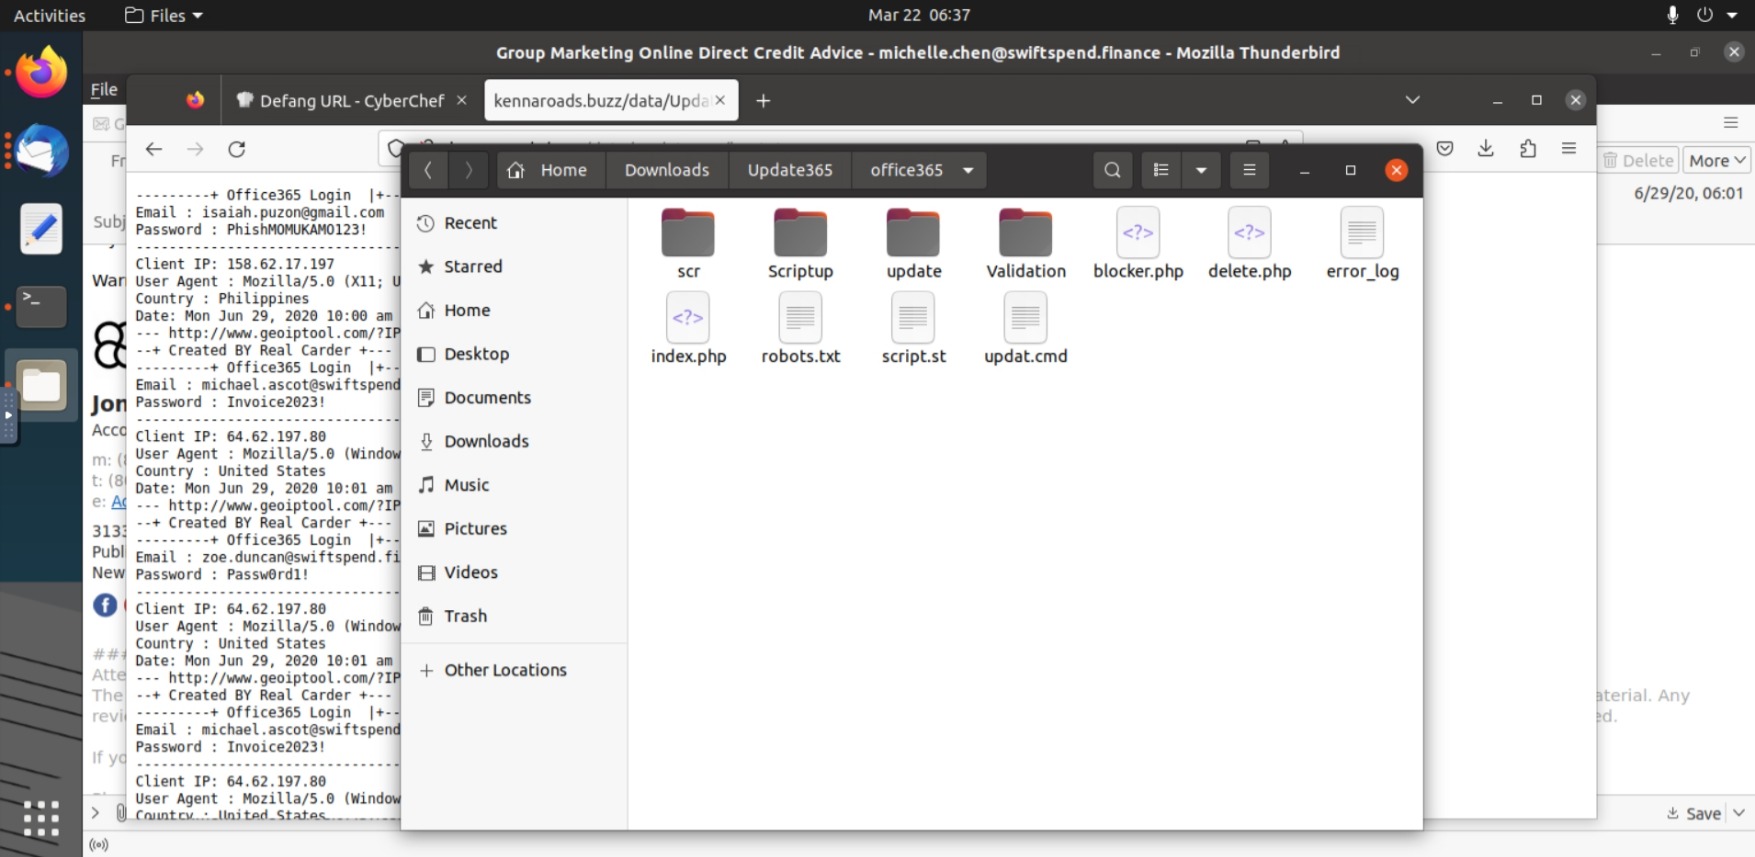 Activities
Files
Mar 22 06:37
Group Marketing Online Direct Credit Advice - michelle.chen@swiftspend.finance - Mozilla Thunderbird
File
Defang URL - CyberChef
kennaroads.buzz/data/Upda
Delete
More
6/29/20, 06:01
Subj
Home
Downloads
Update365
office365
---------+ Office365 Login |+--
Email : isaiah.puzon@gmail.com
Password : PhishMOMUKAMO123!
Client IP: 158.62.17.197
User Agent : Mozilla/5.0 (X11; U
Country : Philippines
Date: Mon Jun 29, 2020 10:00 am
--- http://www.geoiptool.com/?IP
--+ Created BY Real Carder +---
---------+ Office365 Login |+--
Email : michael.ascot@swiftspend
Password : Invoice2023!
Client IP: 64.62.197.80
User Agent : Mozilla/5.0 (Window
Country : United States
Date: Mon Jun 29, 2020 10:01 am
--- http://www.geoiptool.com/?IP
--+ Created BY Real Carder +---
---------+ Office365 Login |+--
Email : zoe.duncan@swiftspend.fi
Password : Passw0rd1!
Client IP: 64.62.197.80
User Agent : Mozilla/5.0 (Window
Country : United States
Date: Mon Jun 29, 2020 10:01 am
--- http://www.geoiptool.com/?IP
--+ Created BY Real Carder +---
---------+ Office365 Login |+--
Email : michael.ascot@swiftspend
Password : Invoice2023!
Client IP: 64.62.197.80
User Agent : Mozilla/5.0 (Window
Country : United States
Recent
Starred
Home
Desktop
Documents
Downloads
Music
Pictures
Videos
Trash
Other Locations
scr
Scriptup
update
Validation
blocker.php
delete.php
error_log
index.php
robots.txt
script.st
updat.cmd
Jon
Acco
m: (
t: (8
e: Ac
3133
Publ
New
###
Atte
The
revi
aterial. Any
ed.
If yo
Save